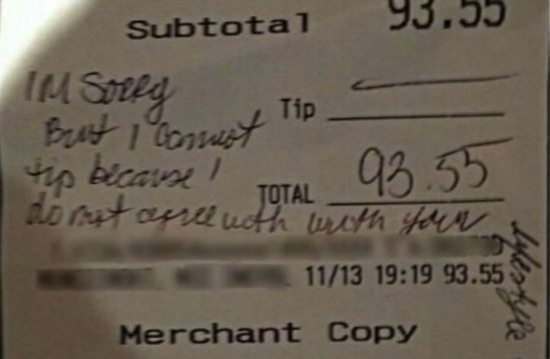 Subtotal 93.55
I'M Sorry
But I cannot
Tip
tip because I
TOTAL 93.55
do not agree with with your
lifestyle
11/13 19:19 93.55
Merchant Copy